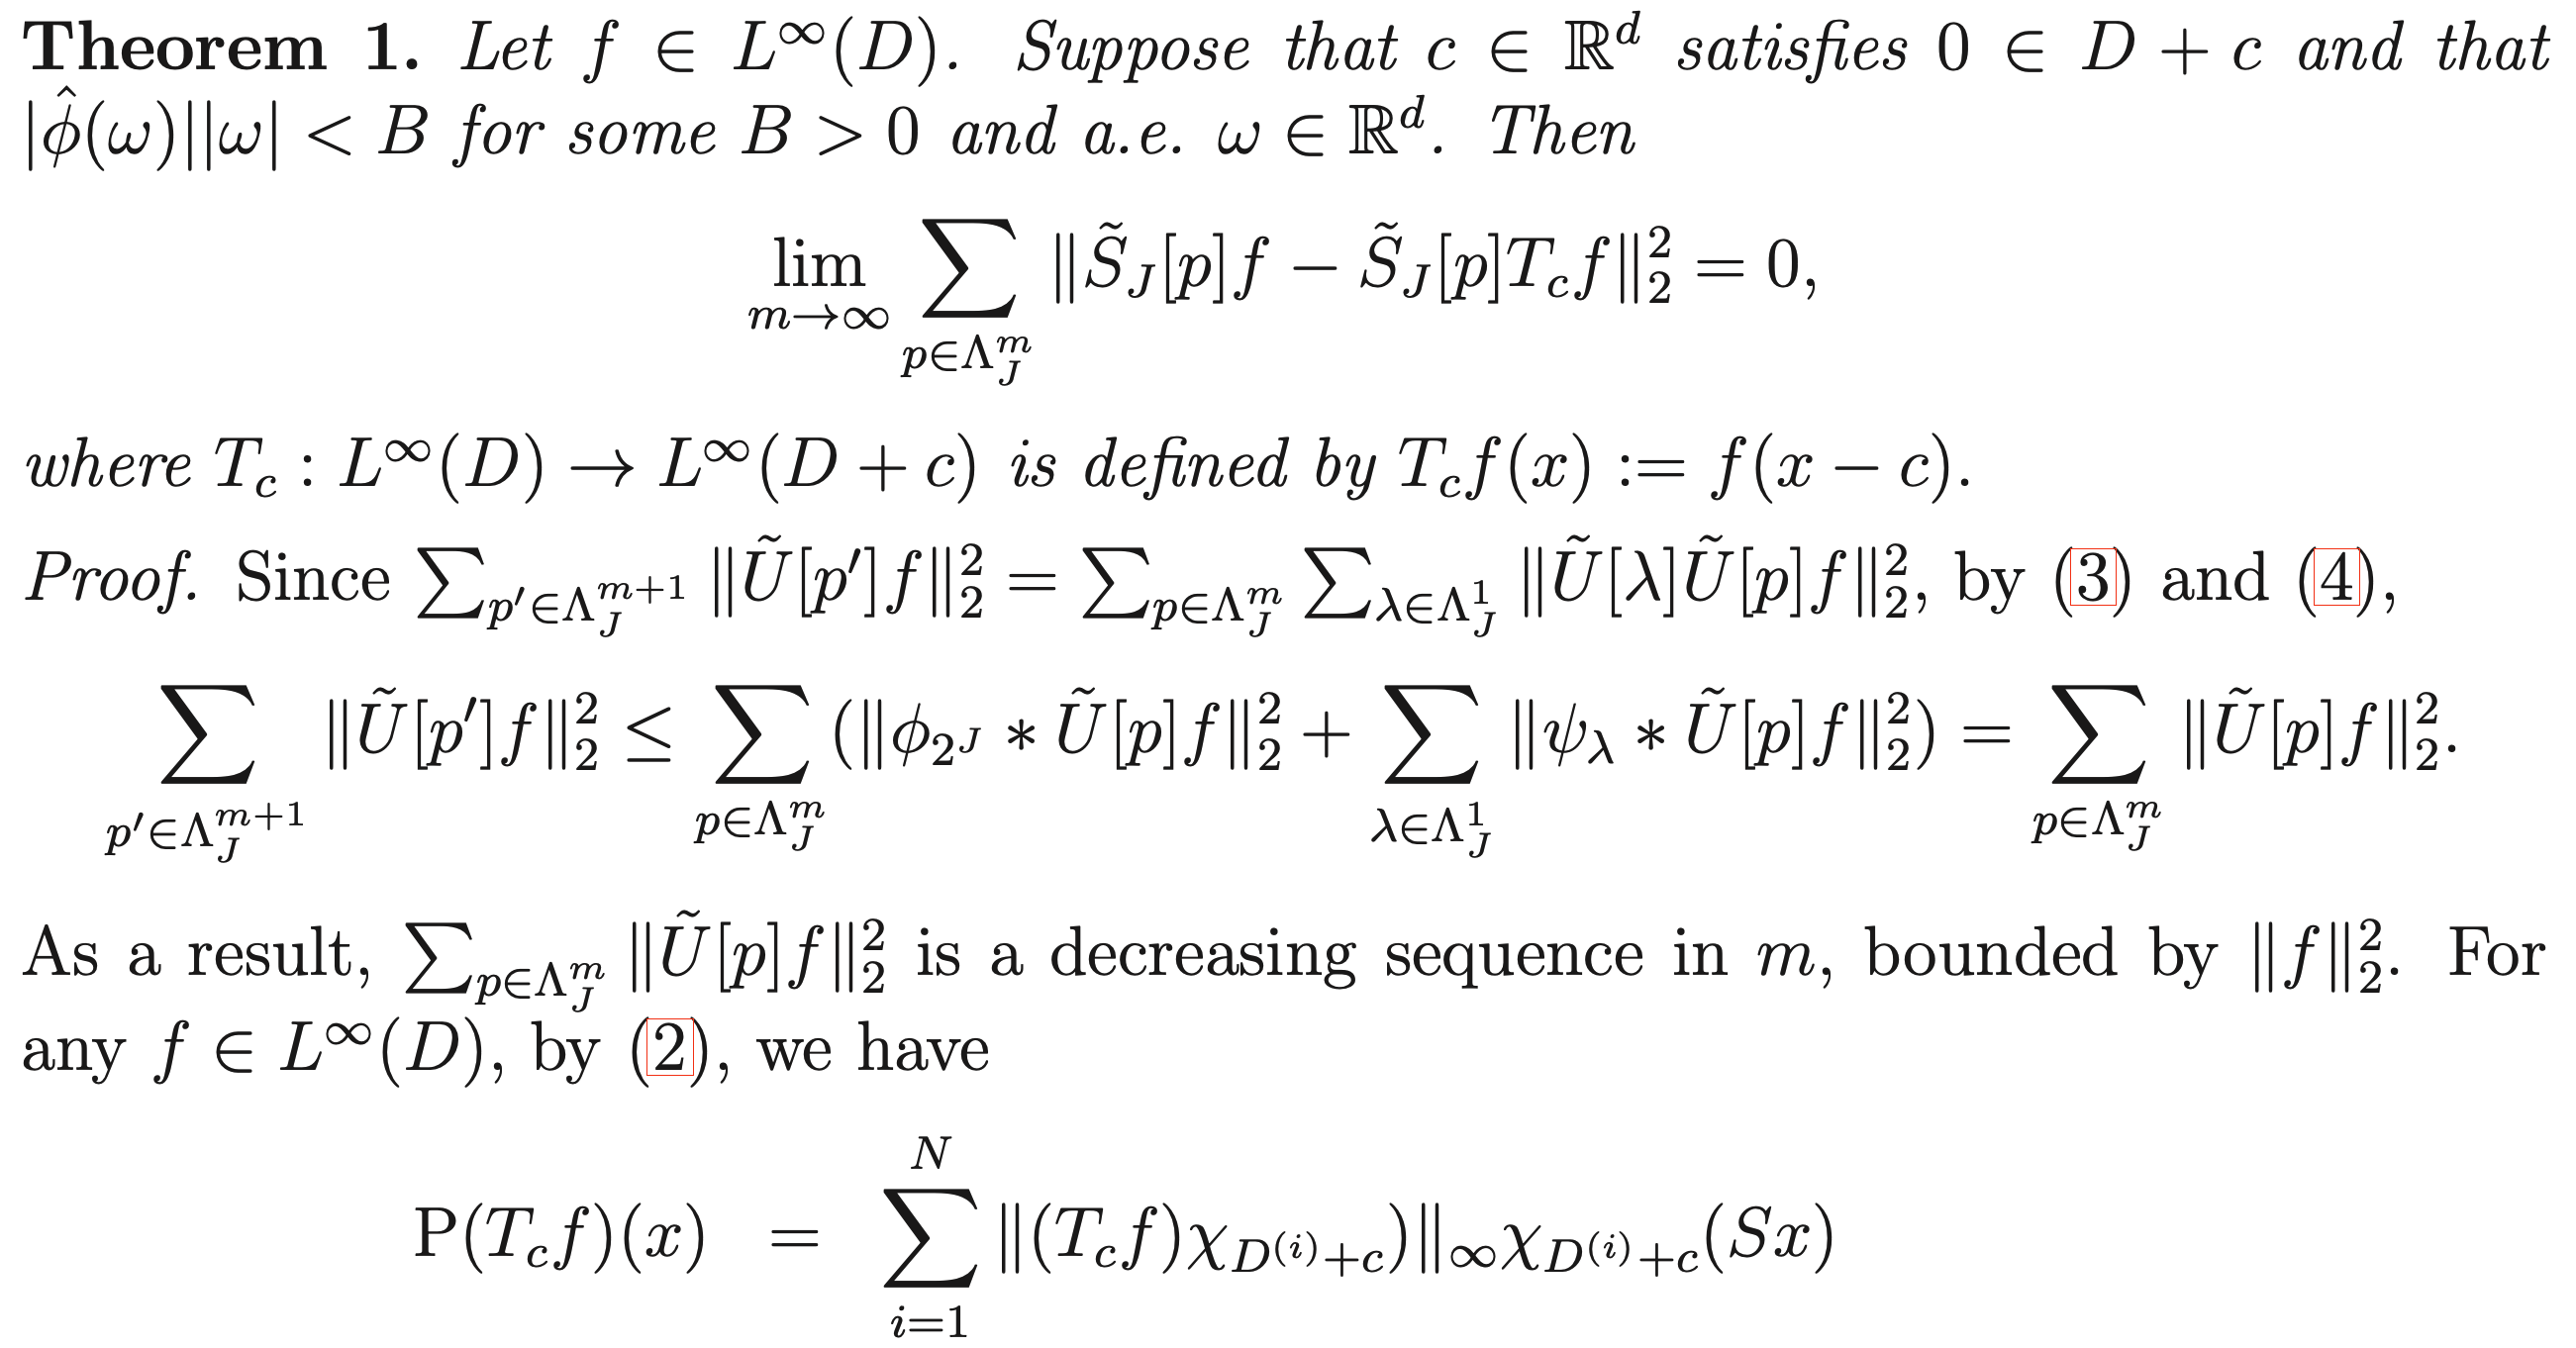 Theorem 1. Let $f \in L^\infty(D)$. Suppose that $c \in \mathbb{R}^d$ satisfies $0 \in D + c$ and that
$|\hat{\phi}(\omega)||\omega| < B$ for some $B > 0$ and a.e. $\omega \in \mathbb{R}^d$. Then
$\lim_{m \to \infty} \sum_{p \in \Lambda_J^m} \|\tilde{S}_J[p]f - \tilde{S}_J[p]T_c f\|_2^2 = 0,$
where $T_c : L^\infty(D) \to L^\infty(D + c)$ is defined by $T_c f(x) := f(x - c)$.
Proof. Since $\sum_{p' \in \Lambda_J^{m+1}} \|\tilde{U}[p']f\|_2^2 = \sum_{p \in \Lambda_J^m} \sum_{\lambda \in \Lambda_J^1} \|\tilde{U}[\lambda]\tilde{U}[p]f\|_2^2$, by (3) and (4),
$\sum_{p' \in \Lambda_J^{m+1}} \|\tilde{U}[p']f\|_2^2 \leq \sum_{p \in \Lambda_J^m} (\|\phi_{2^J} * \tilde{U}[p]f\|_2^2 + \sum_{\lambda \in \Lambda_J^1} \|\psi_\lambda * \tilde{U}[p]f\|_2^2) = \sum_{p \in \Lambda_J^m} \|\tilde{U}[p]f\|_2^2.$
As a result, $\sum_{p \in \Lambda_J^m} \|\tilde{U}[p]f\|_2^2$ is a decreasing sequence in $m$, bounded by $\|f\|_2^2$. For
any $f \in L^\infty(D)$, by (2), we have
$\mathrm{P}(T_c f)(x) = \sum_{i=1}^{N} \|(T_c f)\chi_{D^{(i)}+c})\|_\infty \chi_{D^{(i)}+c}(Sx)$